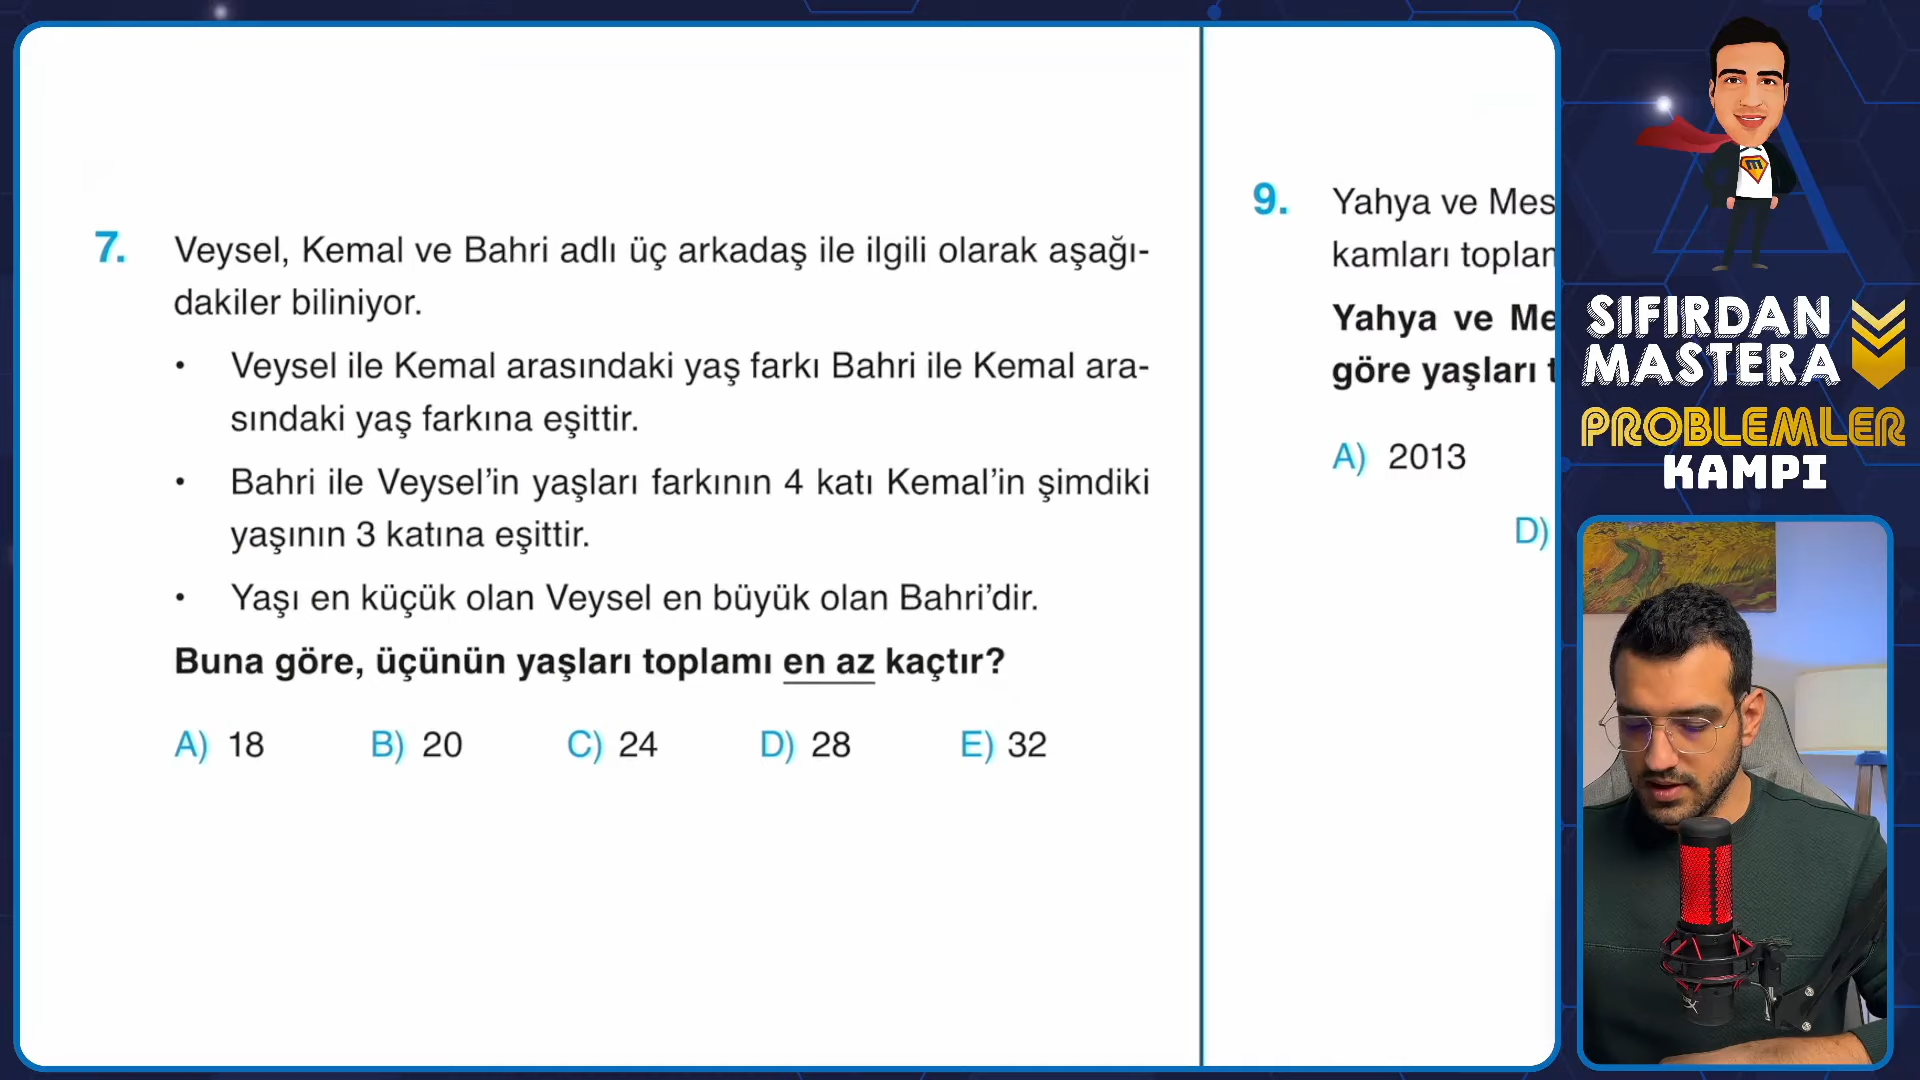 7. Veysel, Kemal ve Bahri adlı üç arkadaş ile ilgili olarak aşağı-
dakiler biliniyor.
• Veysel ile Kemal arasındaki yaş farkı Bahri ile Kemal ara-
sındaki yaş farkına eşittir.
• Bahri ile Veysel’in yaşları farkının 4 katı Kemal’in şimdiki
yaşının 3 katına eşittir.
• Yaşı en küçük olan Veysel en büyük olan Bahri’dir.
Buna göre, üçünün yaşları toplamı en az kaçtır?
A) 18 B) 20 C) 24 D) 28 E) 32
9. Yahya ve Mes
kamları toplan
Yahya ve Me
göre yaşları t
A) 2013
D)
SIFIRDAN
MASTERA
PROBLEMLER
KAMPI